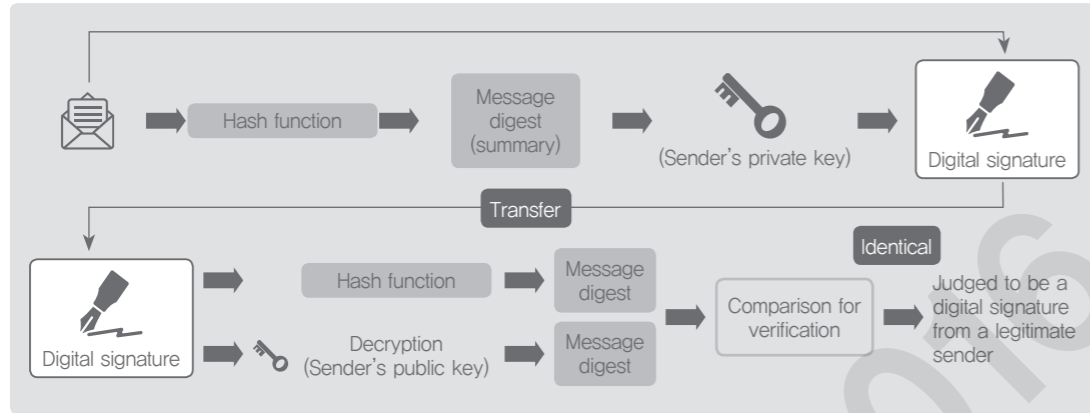 Hash function
Message
digest
(summary)
(Sender's private key)
Digital signature
Transfer
Digital signature
Hash function
Message
digest
Decryption
(Sender's public key)
Message
digest
Comparison for
verification
Identical
Judged to be a
digital signature
from a legitimate
sender